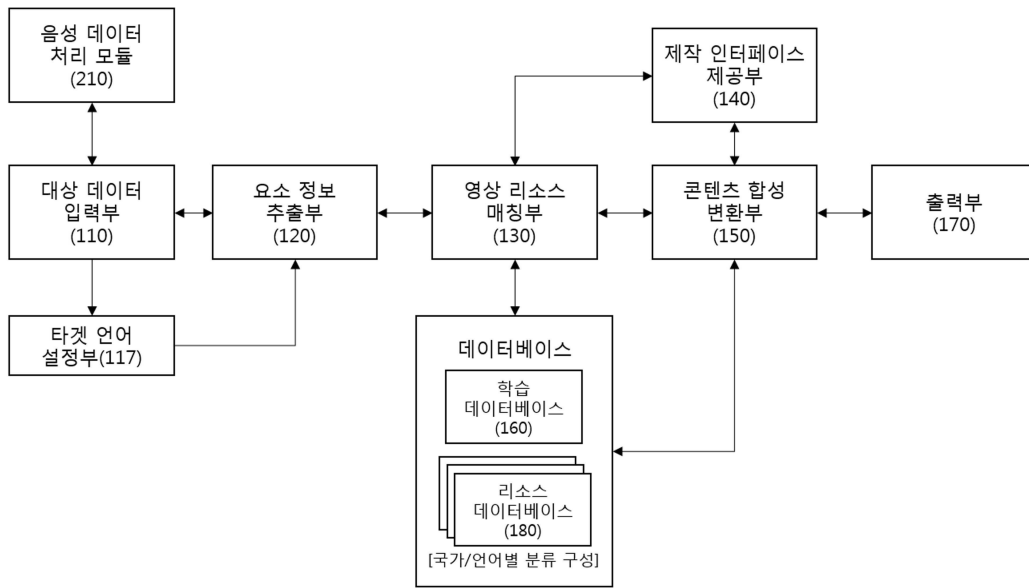 음성 데이터
처리 모듈
(210)
제작 인터페이스
제공부
(140)
대상 데이터
입력부
(110)
요소 정보
추출부
(120)
영상 리소스
매칭부
(130)
콘텐츠 합성
변환부
(150)
출력부
(170)
타겟 언어
설정부(117)
데이터베이스
학습
데이터베이스
(160)
리소스
데이터베이스
(180)
[국가/언어별 분류 구성]